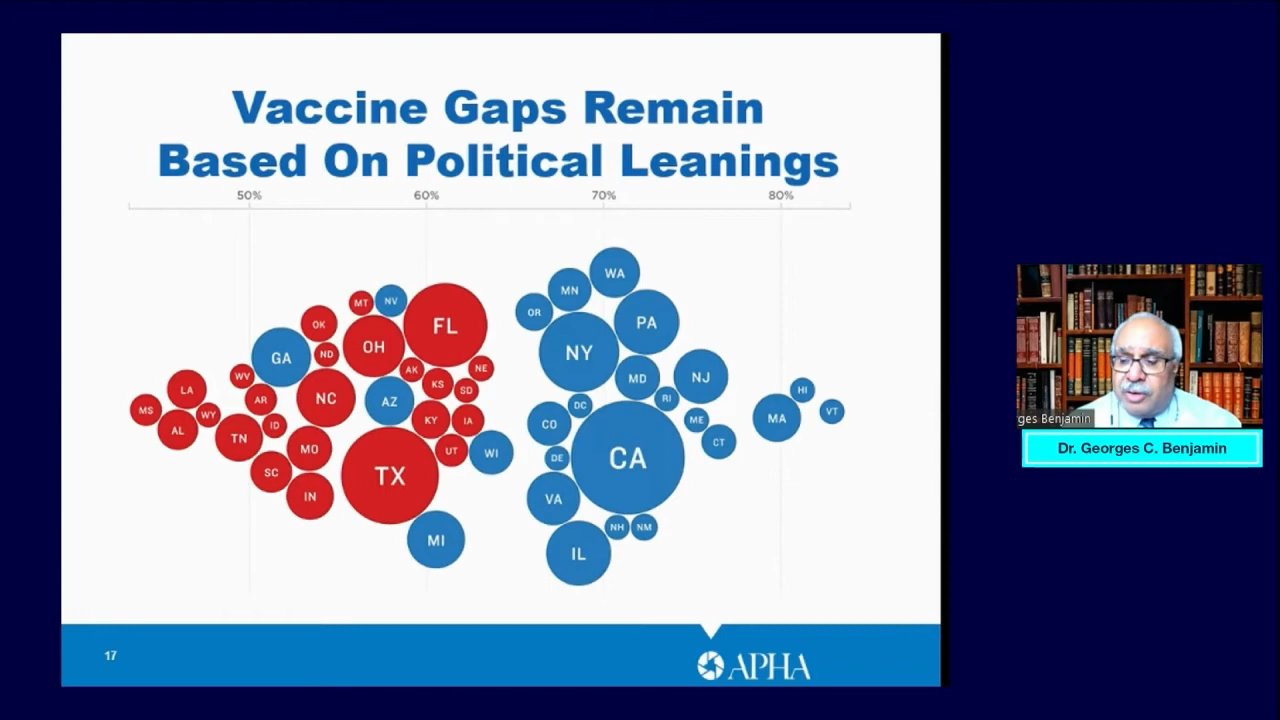 Vaccine Gaps Remain
Based On Political Leanings
50% 60% 70% 80%
WA
MN
MT NV
OR
OK FL PA
OH NY
GA ND
AK NE
WV KS MD NJ
LA SD
AR NC AZ RI HI
MS WY DC MA VT
AL ID KY IA CO ME
TN MO CT
UT WI CA
SC TX DE
IN VA
NH NM
MI IL
17
APHA
ges Benjamin
Dr. Georges C. Benjamin